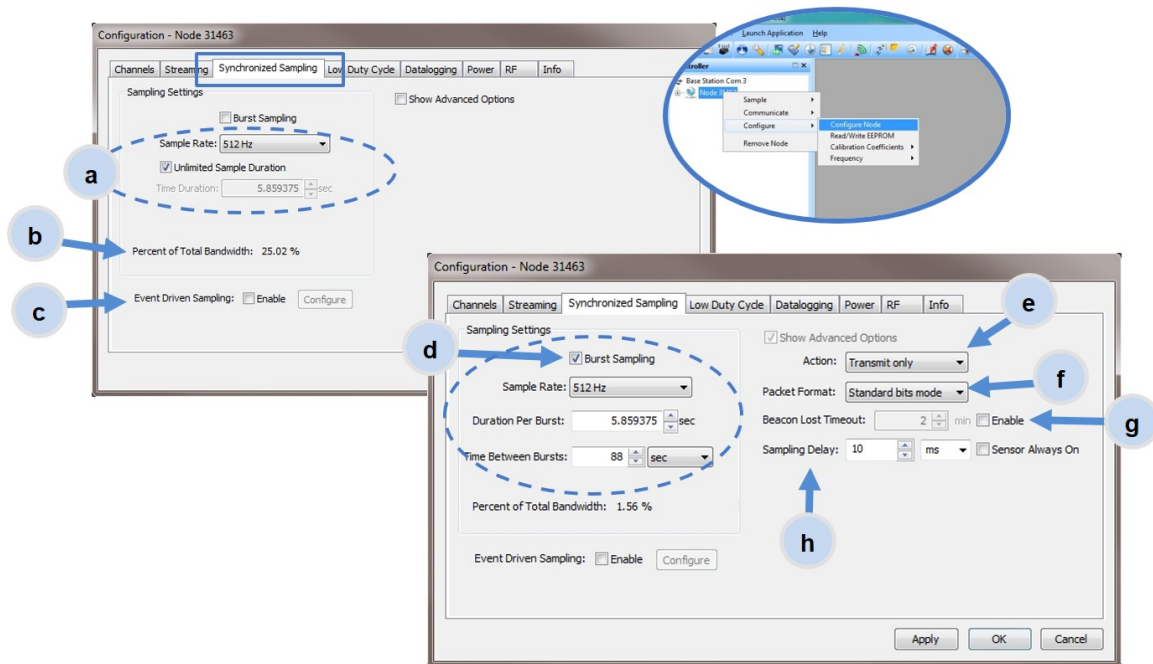 Configuration - Node 31463
Channels Streaming Synchronized Sampling Low Duty Cycle Datalogging Power RF Info
Sampling Settings
Burst Sampling
Show Advanced Options
Sample Rate: 512 Hz
Unlimited Sample Duration
Time Duration: 5.859375 sec
a
b
Percent of Total Bandwidth: 25.02 %
c
Event Driven Sampling: Enable Configure
Launch Application Help
Base Station Com 3
Node
Sample
Communicate
Configure
Remove Node
Configure Node
Read/Write EEPROM
Calibration Coefficients
Frequency
Configuration - Node 31463
Channels Streaming Synchronized Sampling Low Duty Cycle Datalogging Power RF Info
Sampling Settings
d
Burst Sampling
Sample Rate: 512 Hz
Duration Per Burst: 5.859375 sec
Time Between Bursts: 88 sec
Percent of Total Bandwidth: 1.56 %
Event Driven Sampling: Enable Configure
Show Advanced Options
e
Action: Transmit only
f
Packet Format: Standard bits mode
Beacon Lost Timeout: 2 min Enable
g
Sampling Delay: 10 ms Sensor Always On
h
Apply OK Cancel